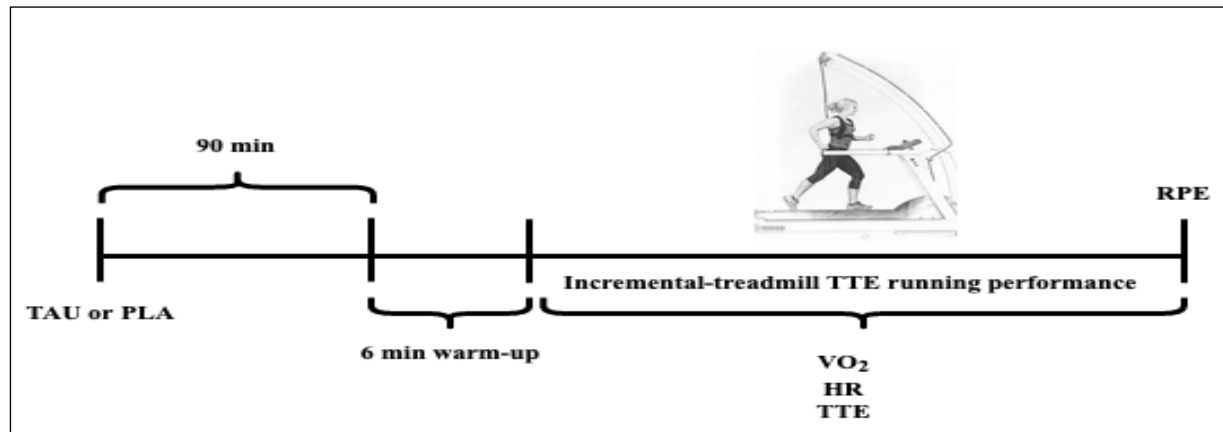 90 min
RPE
Incremental-treadmill TTE running performance
TAU or PLA
6 min warm-up
VO₂
HR
TTE